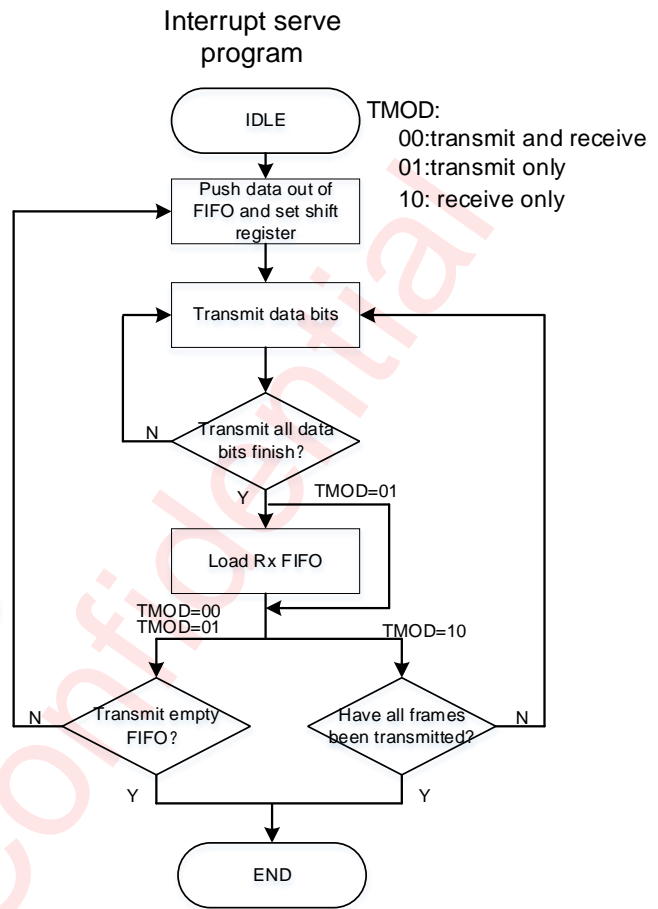 Interrupt serve
program
IDLE
TMOD:
00:transmit and receive
01:transmit only
10: receive only
Push data out of
FIFO and set shift
register
Transmit data bits
N
Transmit all data
bits finish?
Y
TMOD=01
Load Rx FIFO
TMOD=00
TMOD=01
TMOD=10
N
Transmit empty
FIFO?
Have all frames
been transmitted?
N
Y
Y
END
Confidential